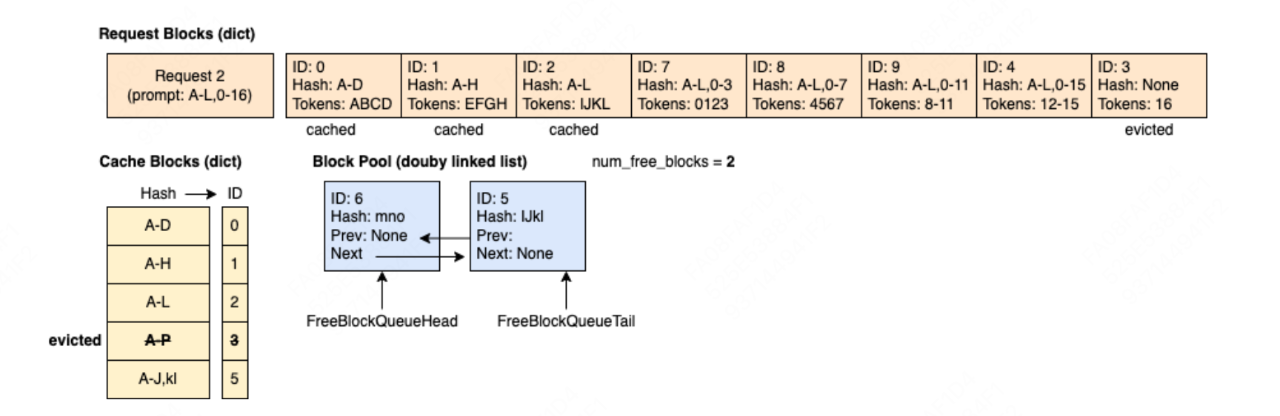 Request Blocks (dict)
Request 2
(prompt: A-L,0-16)
ID: 0
Hash: A-D
Tokens: ABCD
ID: 1
Hash: A-H
Tokens: EFGH
ID: 2
Hash: A-L
Tokens: IJKL
ID: 7
Hash: A-L,0-3
Tokens: 0123
ID: 8
Hash: A-L,0-7
Tokens: 4567
ID: 9
Hash: A-L,0-11
Tokens: 8-11
ID: 4
Hash: A-L,0-15
Tokens: 12-15
ID: 3
Hash: None
Tokens: 16
cached
cached
cached
evicted
Cache Blocks (dict)
Hash
ID
A-D
0
A-H
1
A-L
2
evicted
A-P
3
A-J,kl
5
Block Pool (douby linked list)
num_free_blocks = 2
ID: 6
Hash: mno
Prev: None
Next
ID: 5
Hash: IJkl
Prev:
Next: None
FreeBlockQueueHead
FreeBlockQueueTail